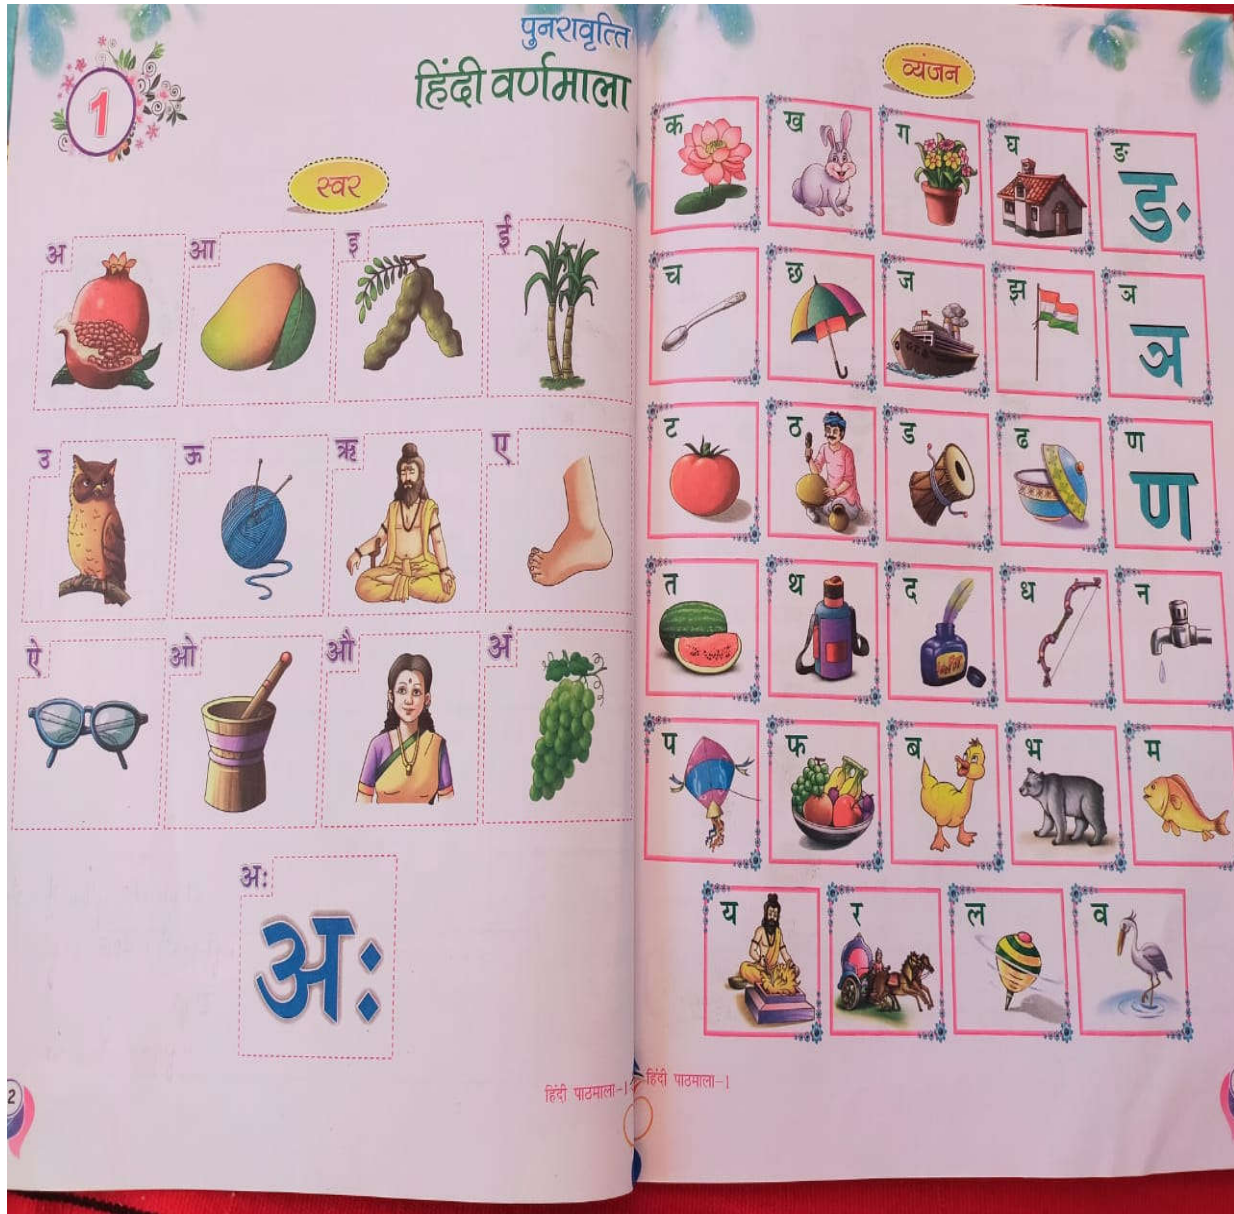 1
पुनरावृत्ति
हिंदी वर्णमाला
स्वर
अ आ इ ई
उ ऊ ऋ ए
ऐ ओ औ अं
अः
अः
2
हिंदी पाठमाला-1
व्यंजन
क ख ग घ ङ
ङ
च छ ज झ ञ
ञ
ट ठ ड ढ ण
ण
त थ द ध न
प फ ब भ म
य र ल व
हिंदी पाठमाला-1